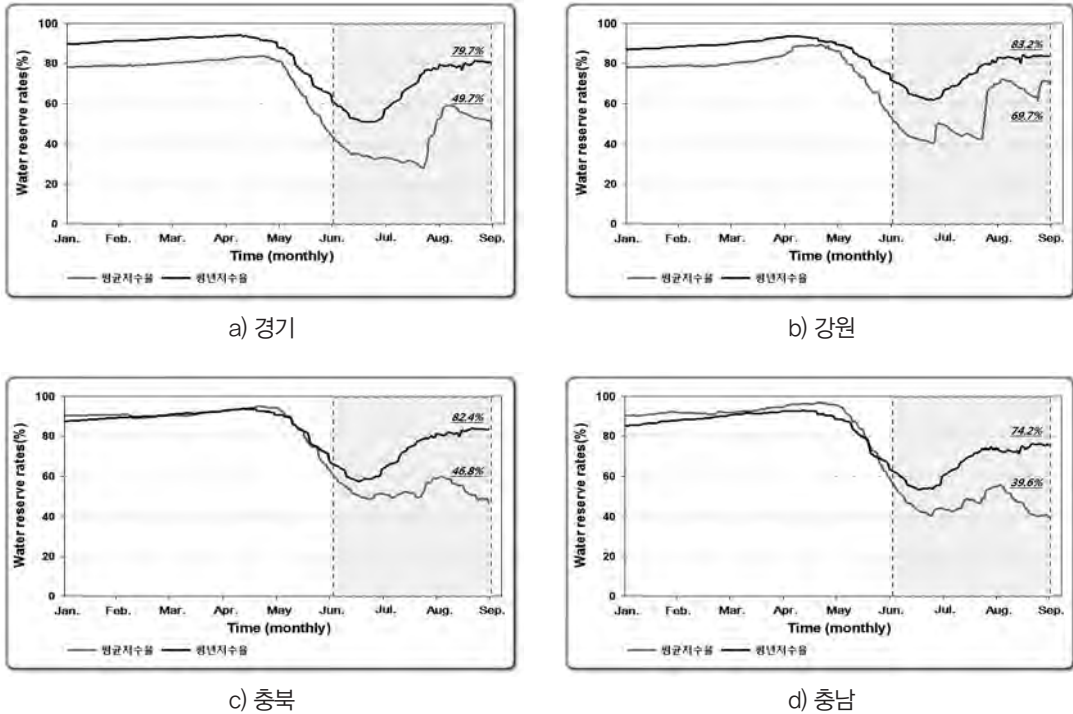 100
80
60
40
20
0
Water reserve rates(%)
79.7%
49.7%
Jan. Feb. Mar. Apr. May Jun. Jul. Aug. Sep.
Time (monthly)
평균저수율 평년저수율
a) 경기
100
80
60
40
20
0
Water reserve rates(%)
83.2%
69.7%
Jan. Feb. Mar. Apr. May Jun. Jul. Aug. Sep.
Time (monthly)
평균저수율 평년저수율
b) 강원
100
80
60
40
20
0
Water reserve rates(%)
82.4%
46.8%
Jan. Feb. Mar. Apr. May Jun. Jul. Aug. Sep.
Time (monthly)
평균저수율 평년저수율
c) 충북
100
80
60
40
20
0
Water reserve rates(%)
74.2%
39.6%
Jan. Feb. Mar. Apr. May Jun. Jul. Aug. Sep.
Time (monthly)
평균저수율 평년저수율
d) 충남